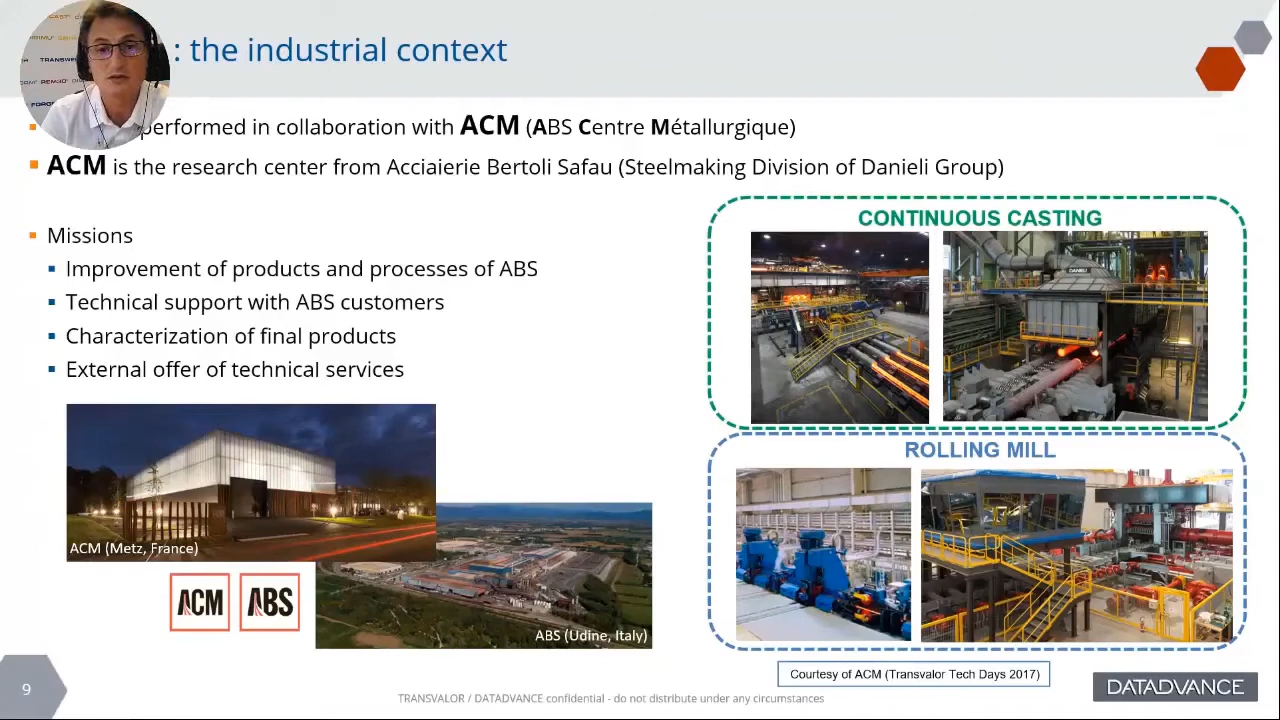 : the industrial context
performed in collaboration with ACM (ABS Centre Métallurgique)
ACM is the research center from Acciaierie Bertoli Safau (Steelmaking Division of Danieli Group)
Missions
Improvement of products and processes of ABS
Technical support with ABS customers
Characterization of final products
External offer of technical services
CONTINUOUS CASTING
DANIELI
ROLLING MILL
ACM (Metz, France)
ACM
ABS
ABS (Udine, Italy)
Courtesy of ACM (Transvalor Tech Days 2017)
9
TRANSVALOR / DATADVANCE confidential - do not distribute under any circumstances
DATADVANCE